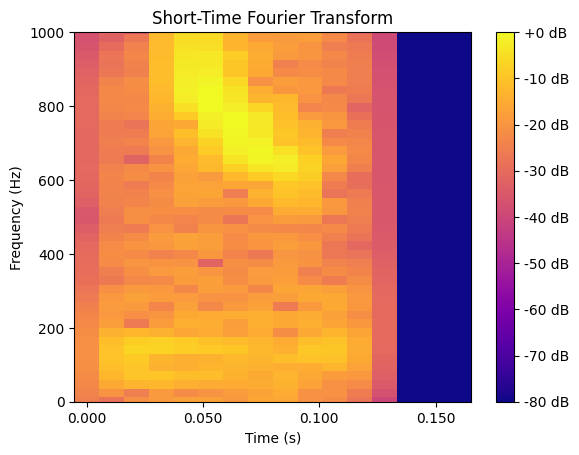 Short-Time Fourier Transform
Frequency (Hz)
1000
800
600
400
200
0
0.000
0.050
0.100
0.150
Time (s)
+0 dB
-10 dB
-20 dB
-30 dB
-40 dB
-50 dB
-60 dB
-70 dB
-80 dB